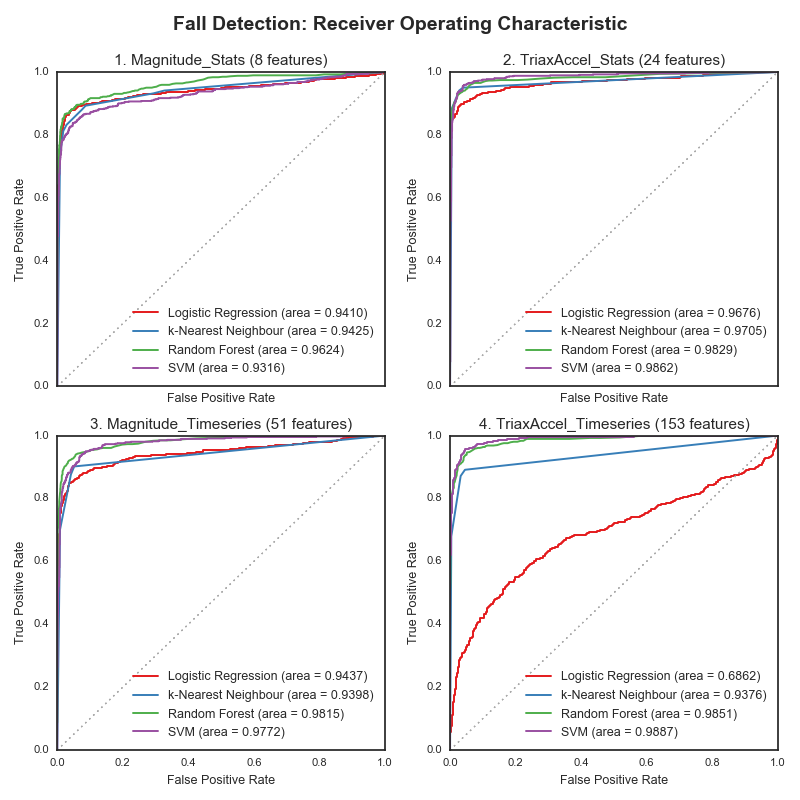 Fall Detection: Receiver Operating Characteristic
1. Magnitude_Stats (8 features)
1.0
0.8
0.6
0.4
0.2
0.0
True Positive Rate
Logistic Regression (area = 0.9410)
k-Nearest Neighbour (area = 0.9425)
Random Forest (area = 0.9624)
SVM (area = 0.9316)
False Positive Rate
2. TriaxAccel_Stats (24 features)
1.0
0.8
0.6
0.4
0.2
0.0
True Positive Rate
Logistic Regression (area = 0.9676)
k-Nearest Neighbour (area = 0.9705)
Random Forest (area = 0.9829)
SVM (area = 0.9862)
False Positive Rate
3. Magnitude_Timeseries (51 features)
1.0
0.8
0.6
0.4
0.2
0.0
True Positive Rate
Logistic Regression (area = 0.9437)
k-Nearest Neighbour (area = 0.9398)
Random Forest (area = 0.9815)
SVM (area = 0.9772)
0.0 0.2 0.4 0.6 0.8 1.0
False Positive Rate
4. TriaxAccel_Timeseries (153 features)
1.0
0.8
0.6
0.4
0.2
0.0
True Positive Rate
Logistic Regression (area = 0.6862)
k-Nearest Neighbour (area = 0.9376)
Random Forest (area = 0.9851)
SVM (area = 0.9887)
0.0 0.2 0.4 0.6 0.8 1.0
False Positive Rate